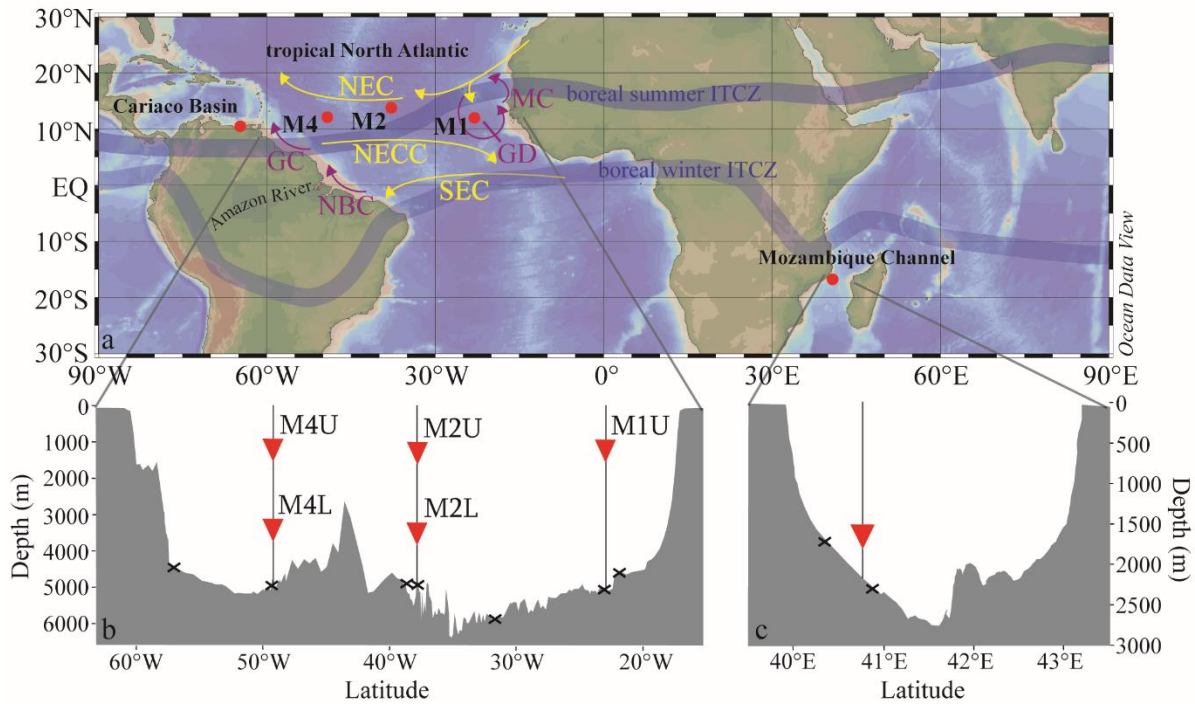 30°N
20°N
10°N
EQ
10°S
20°S
30°S
a
tropical North Atlantic
NEC
Cariaco Basin
M4
M2
M1
MC
boreal summer ITCZ
GC
NECC
GD
SEC
boreal winter ITCZ
NBC
Amazon River
Mozambique Channel
Ocean Data View
90°W
60°W
30°W
0°E
30°E
60°E
90°E
Depth (m)
0
1000
2000
3000
4000
5000
6000
M4U
M2U
M1U
M4L
M2L
b
60°W
50°W
40°W
30°W
20°W
Latitude
c
0
500
1000
1500
2000
2500
3000
Depth (m)
40°E
41°E
42°E
43°E
Latitude